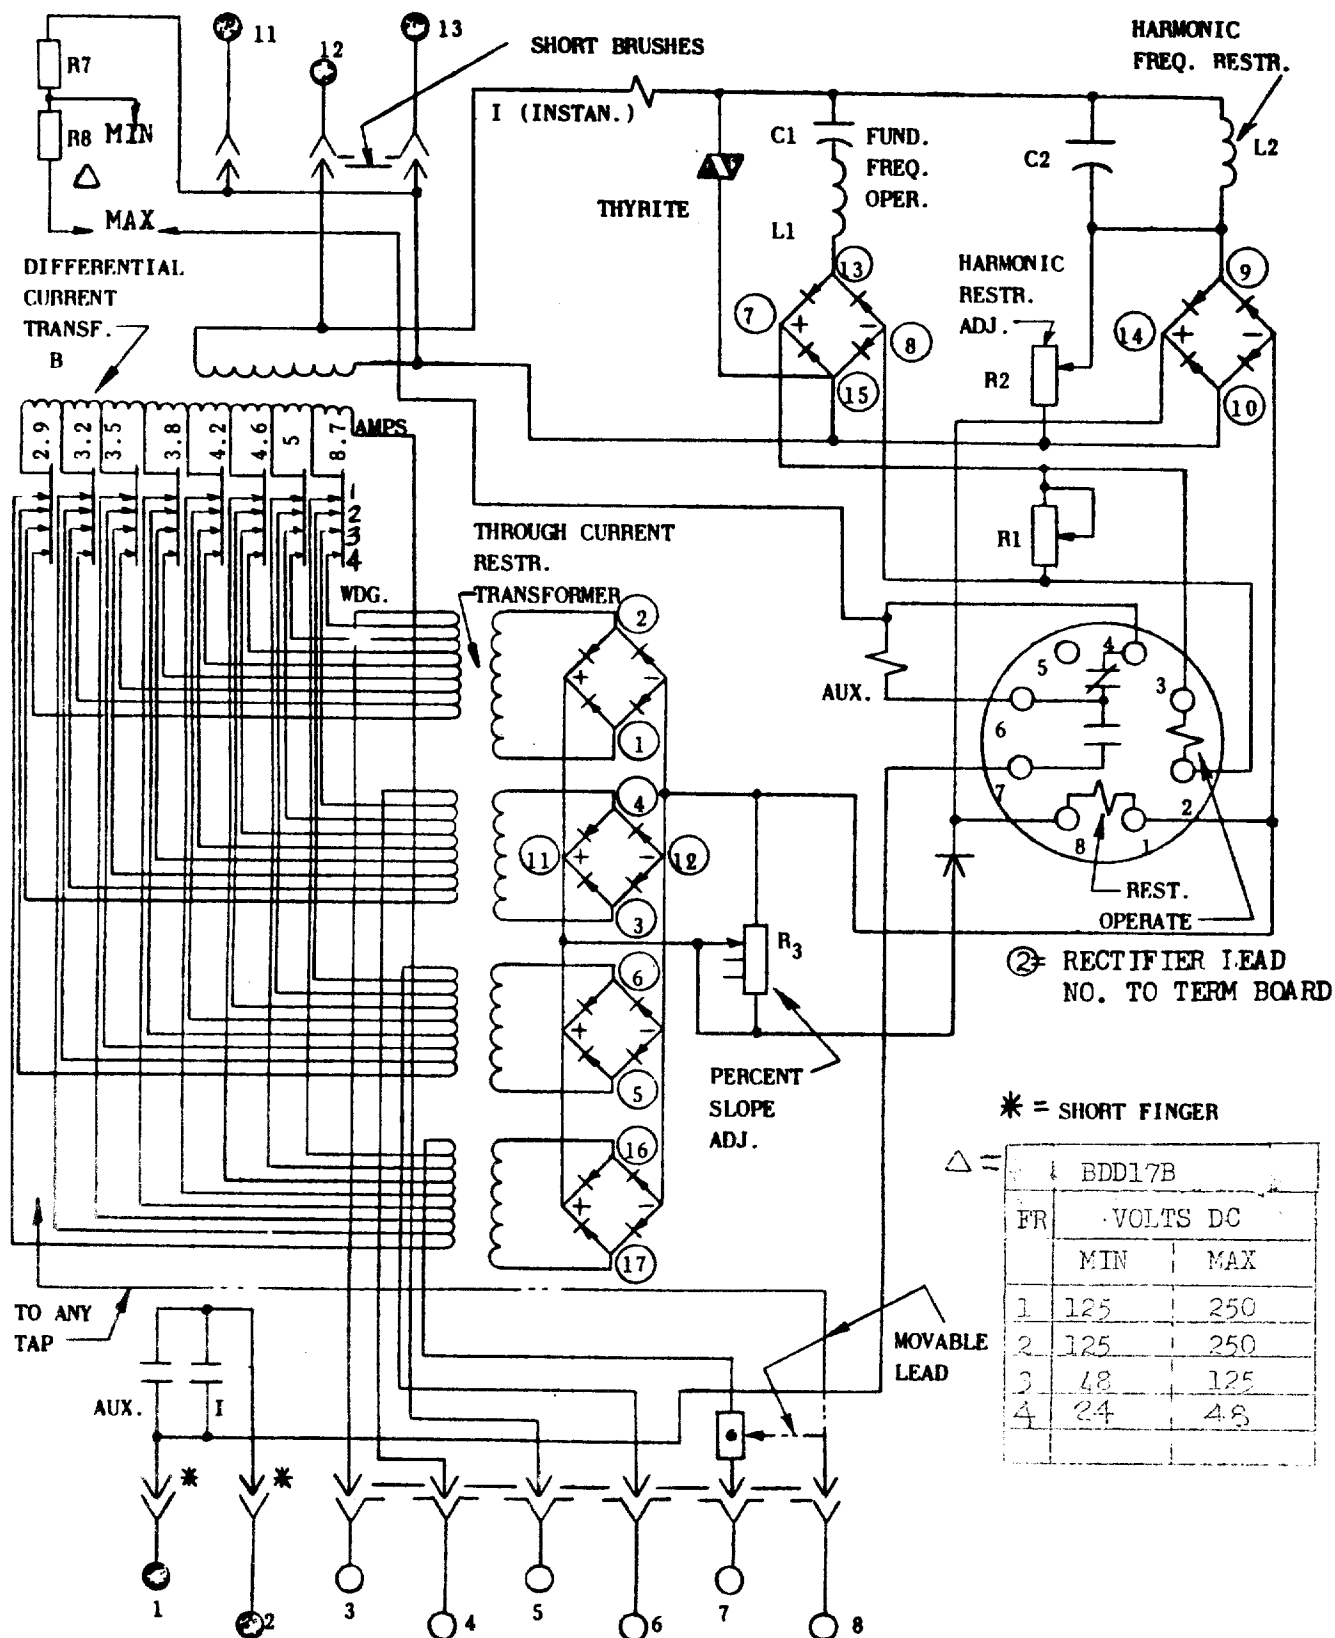 11
12
13
SHORT BRUSHES
HARMONIC
FREQ. RESTR.
R7
R8
MIN
△
MAX
I (INSTAN.)
C1
FUND.
FREQ.
OPER.
C2
L2
THYRITE
L1
DIFFERENTIAL
CURRENT
TRANSF.
B
HARMONIC
RESTR.
ADJ.
13
7
+
-
8
15
9
14
+
-
10
R2
2.9
3.2
3.5
3.8
4.2
4.6
5
8.7
AMPS
1
2
3
4
WDG.
THROUGH CURRENT
RESTR.
TRANSFORMER
R1
2
+
-
1
AUX.
5
4
3
6
7
2
8
1
REST.
OPERATE
4
11
+
-
12
3
R3
② = RECTIFIER LEAD
NO. TO TERM BOARD
6
+
-
5
PERCENT
SLOPE
ADJ.
* = SHORT FINGER
16
+
-
17
△ =
BDD17B
FR
VOLTS DC
MIN MAX
1 125 250
2 125 250
3 48 125
4 24 48
TO ANY
TAP
MOVABLE
LEAD
AUX.
I
*
*
1
2
3
4
5
6
7
8